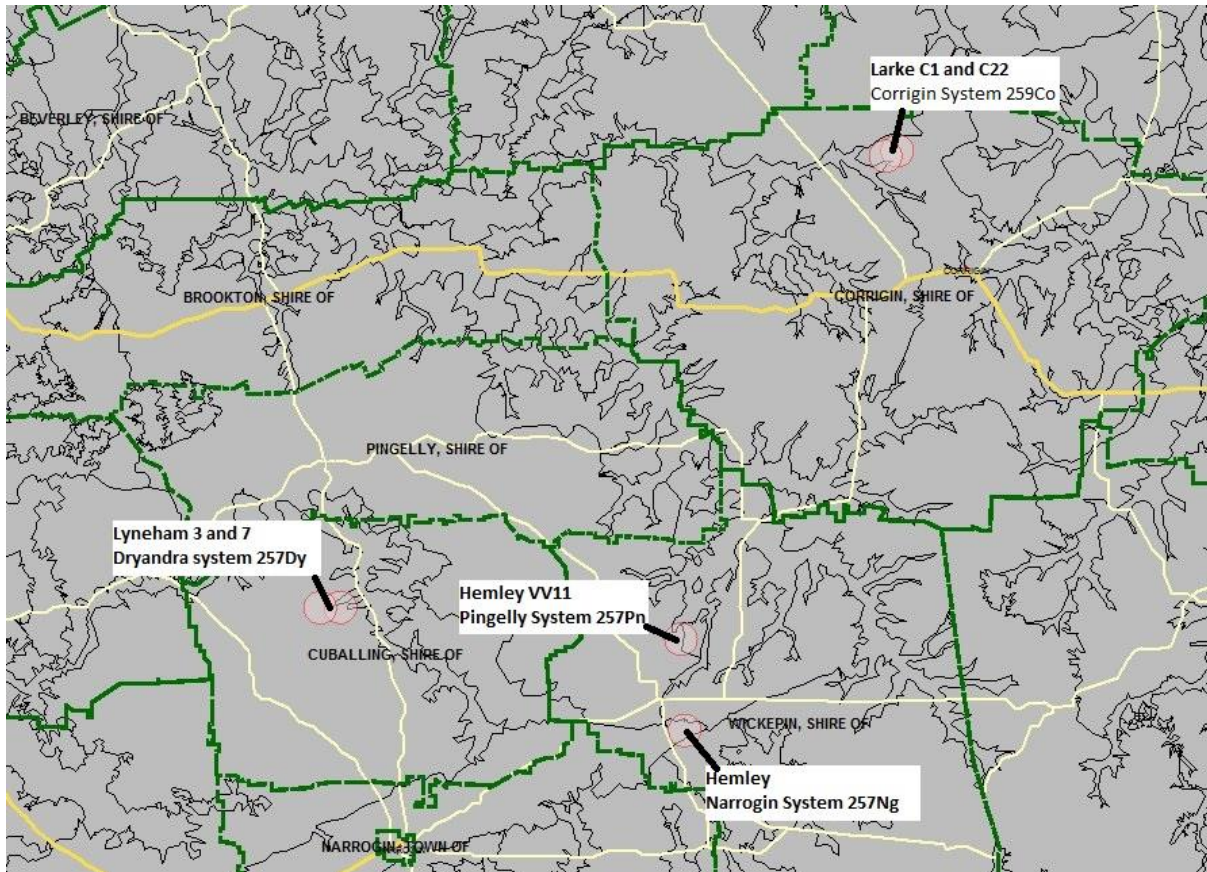 Larke C1 and C22
Corrigin System 259Co
BEVERLEY, SHIRE OF
BROOKTON, SHIRE OF
CORRIGIN, SHIRE OF
PINGELLY, SHIRE OF
Lyneham 3 and 7
Dryandra system 257Dy
Hemley VV11
Pingelly System 257Pn
CUBALLING, SHIRE OF
WICKEPIN, SHIRE OF
Hemley
Narrogin System 257Ng
NARROGIN, TOWN OF